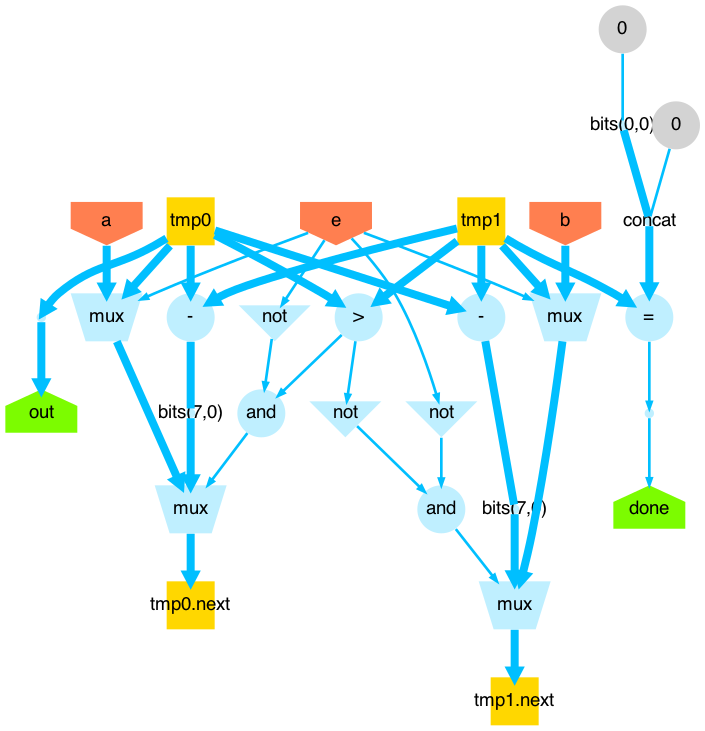 0
bits(0,0)
0
a
tmp0
e
tmp1
b
concat
mux
-
not
>
-
mux
=
out
bits(7,0)
and
not
not
mux
and
bits(7,0)
done
tmp0.next
mux
tmp1.next